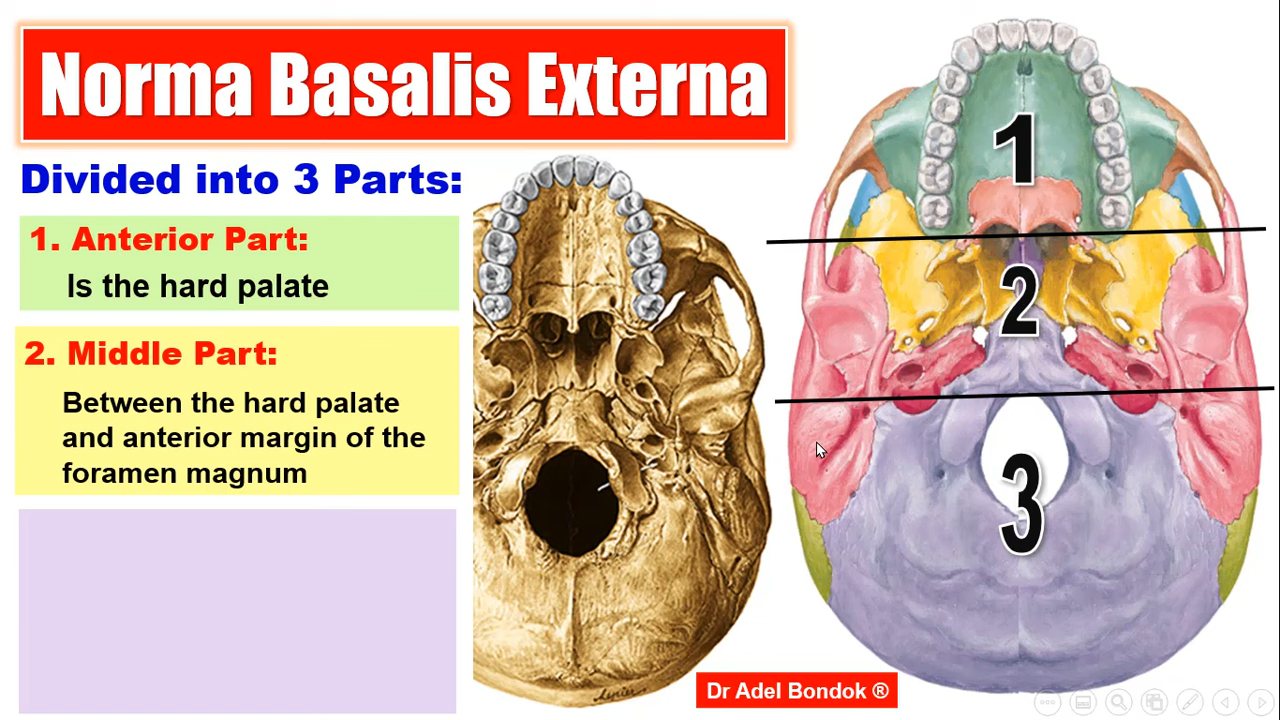 Norma Basalis Externa
Divided into 3 Parts:
1. Anterior Part:
Is the hard palate
2. Middle Part:
Between the hard palate
and anterior margin of the
foramen magnum
1
2
3
Dr Adel Bondok ®